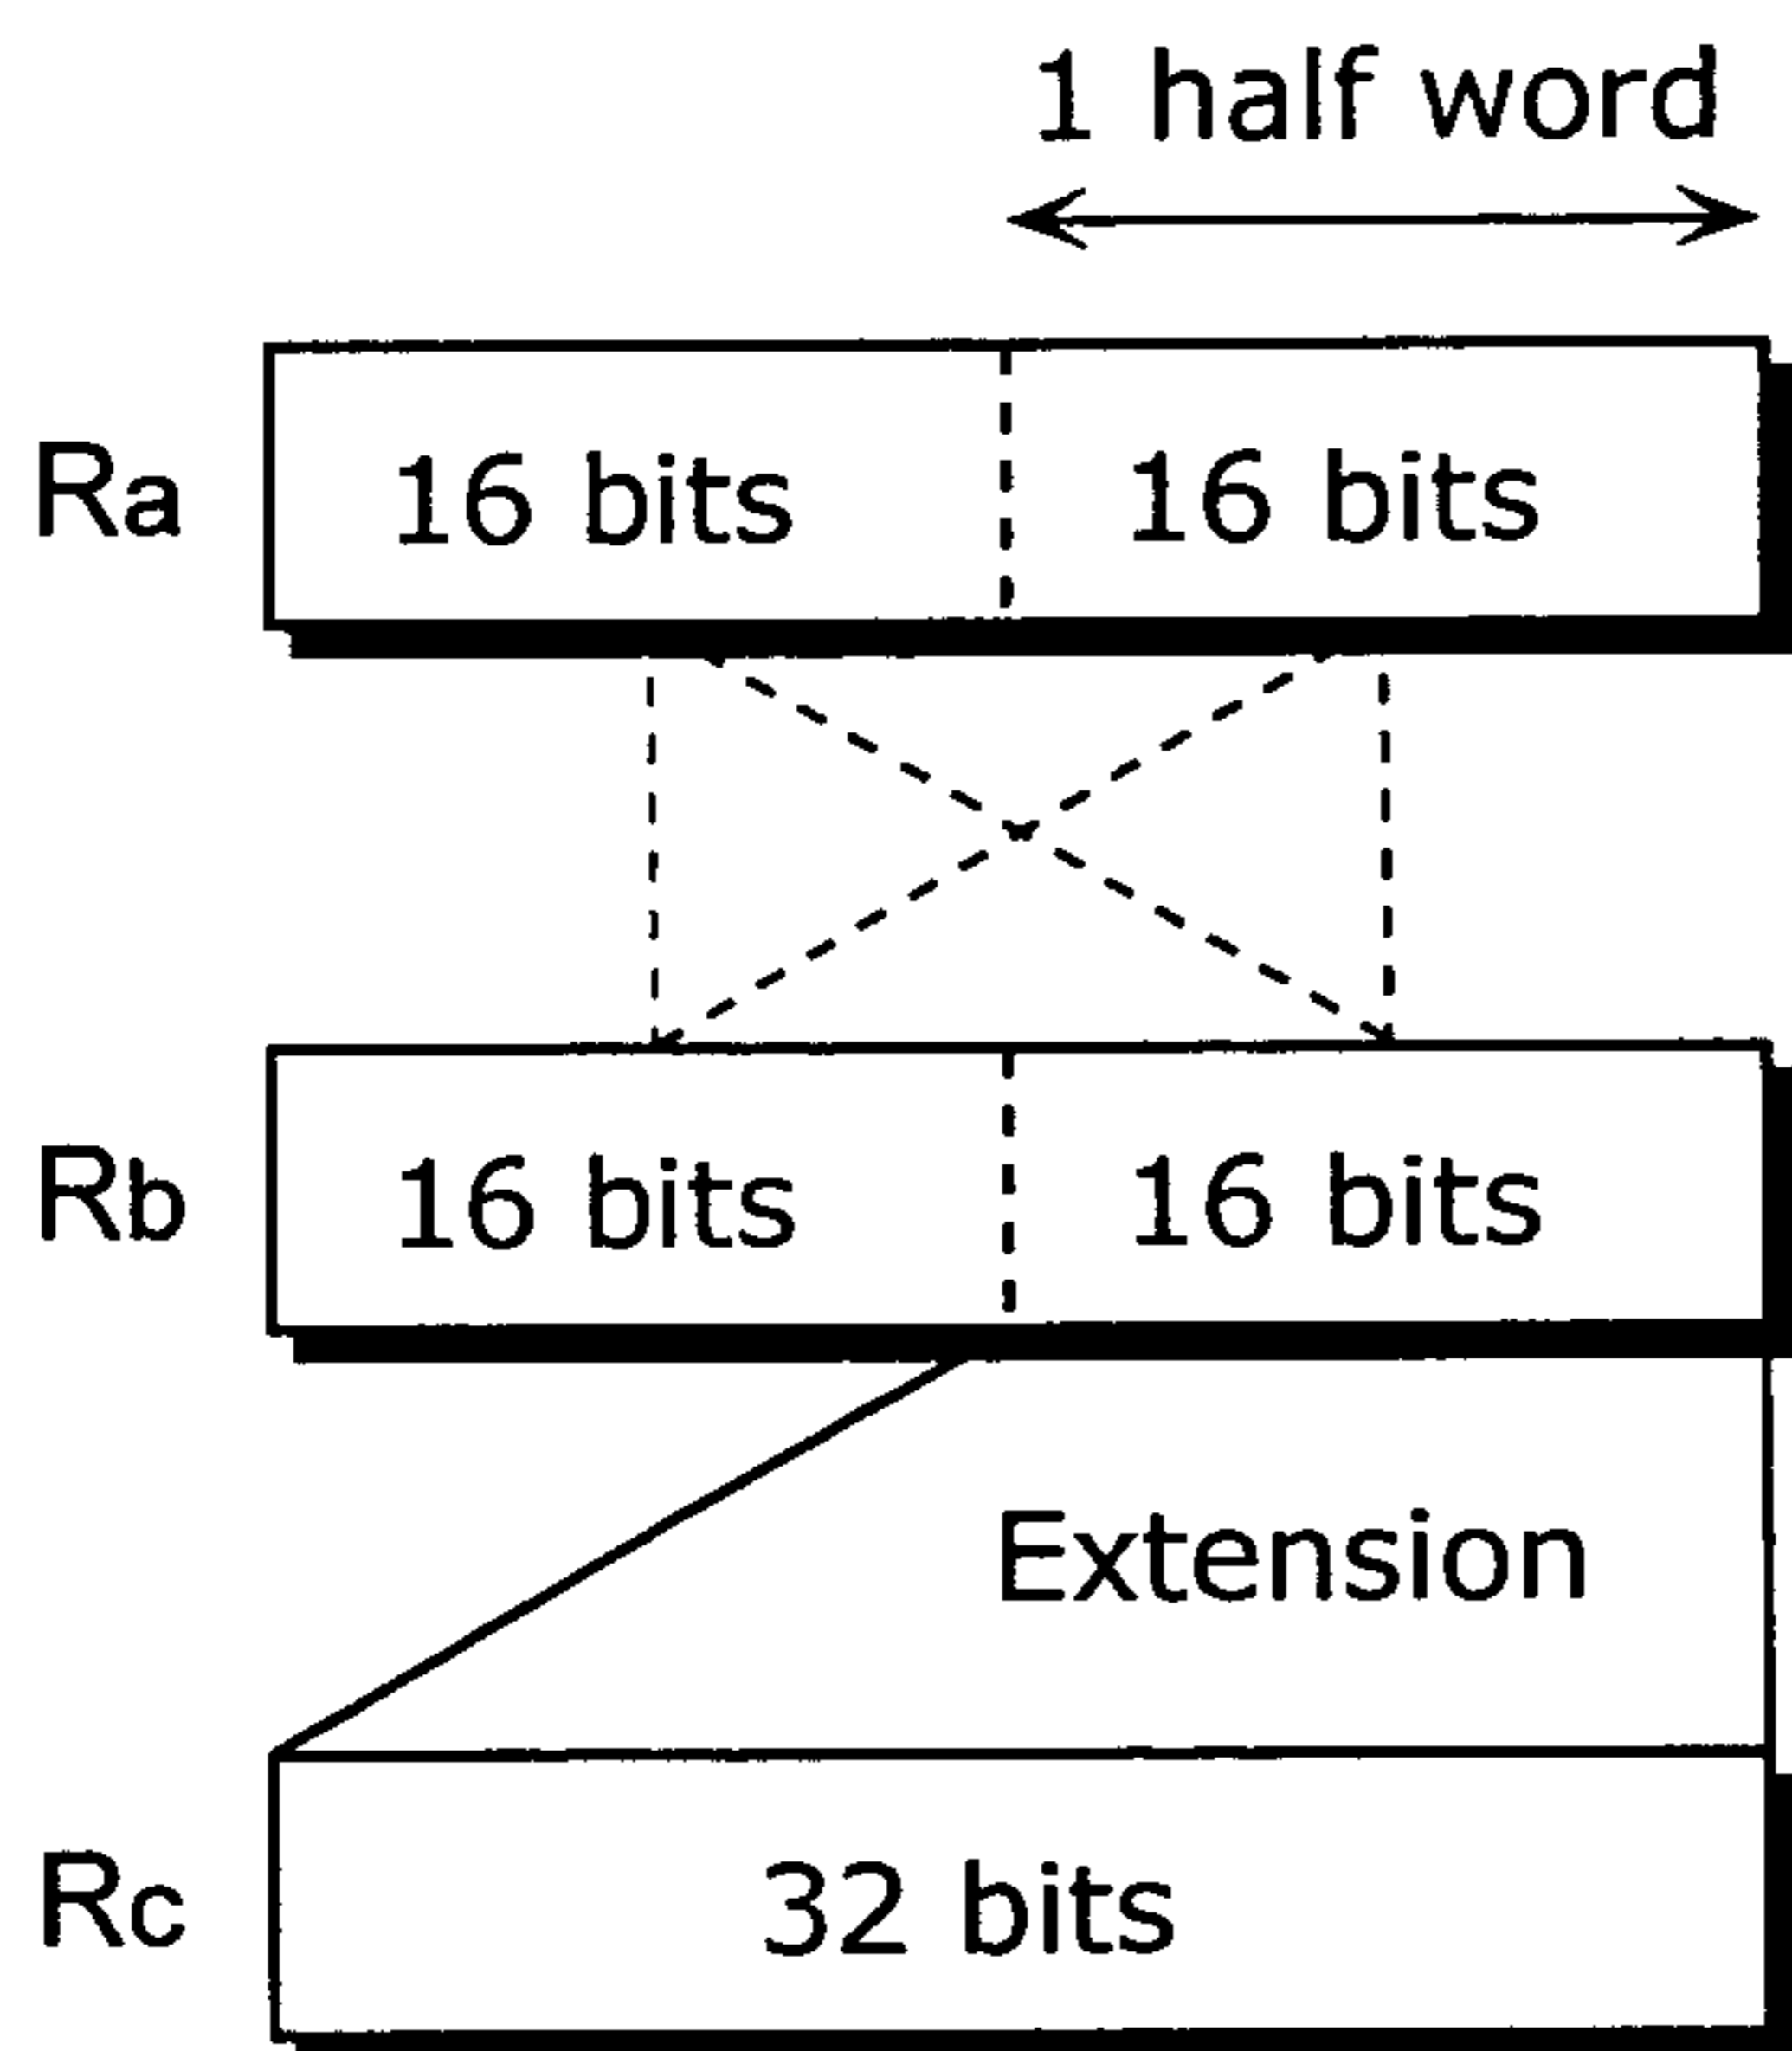 1 half word
Ra 16 bits 16 bits
Rb 16 bits 16 bits
Extension
Rc 32 bits